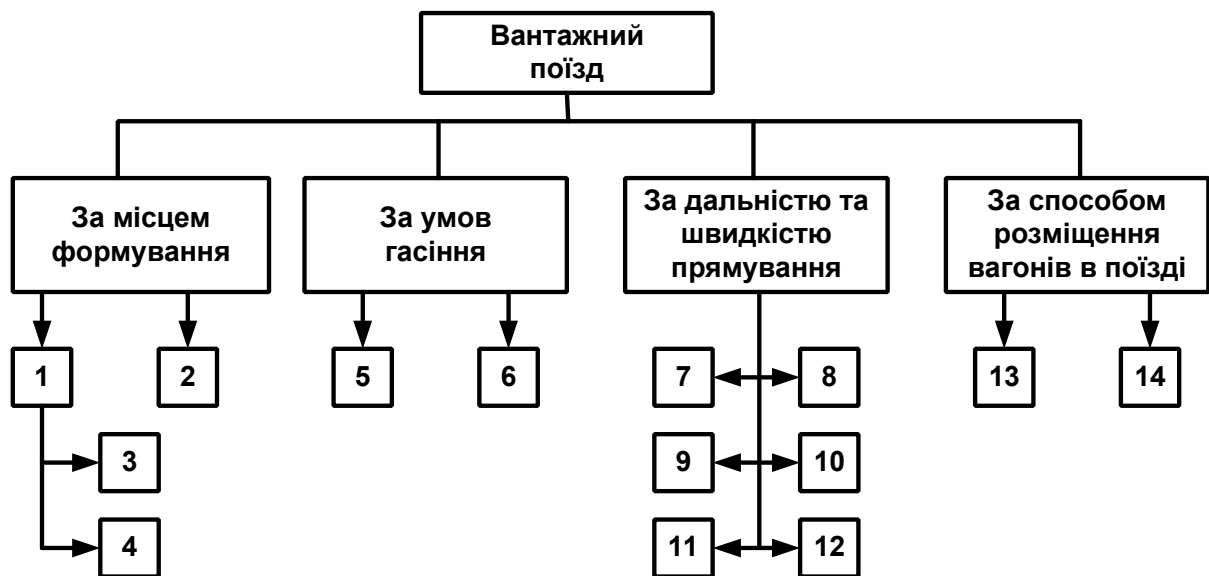 Вантажний
поїзд
За місцем
формування
За умов
гасіння
За дальністю та
швидкістю
прямування
За способом
розміщення
вагонів в поїзді
1
2
5
6
7
8
13
14
3
9
10
4
11
12